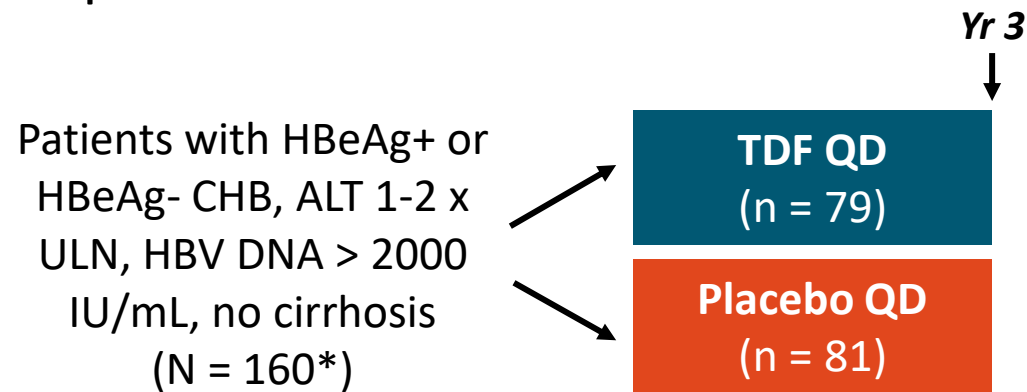 Yr 3
Patients with HBeAg+ or
HBeAg- CHB, ALT 1-2 x
ULN, HBV DNA > 2000
IU/mL, no cirrhosis
(N = 160*)
TDF QD
(n = 79)
Placebo QD
(n = 81)